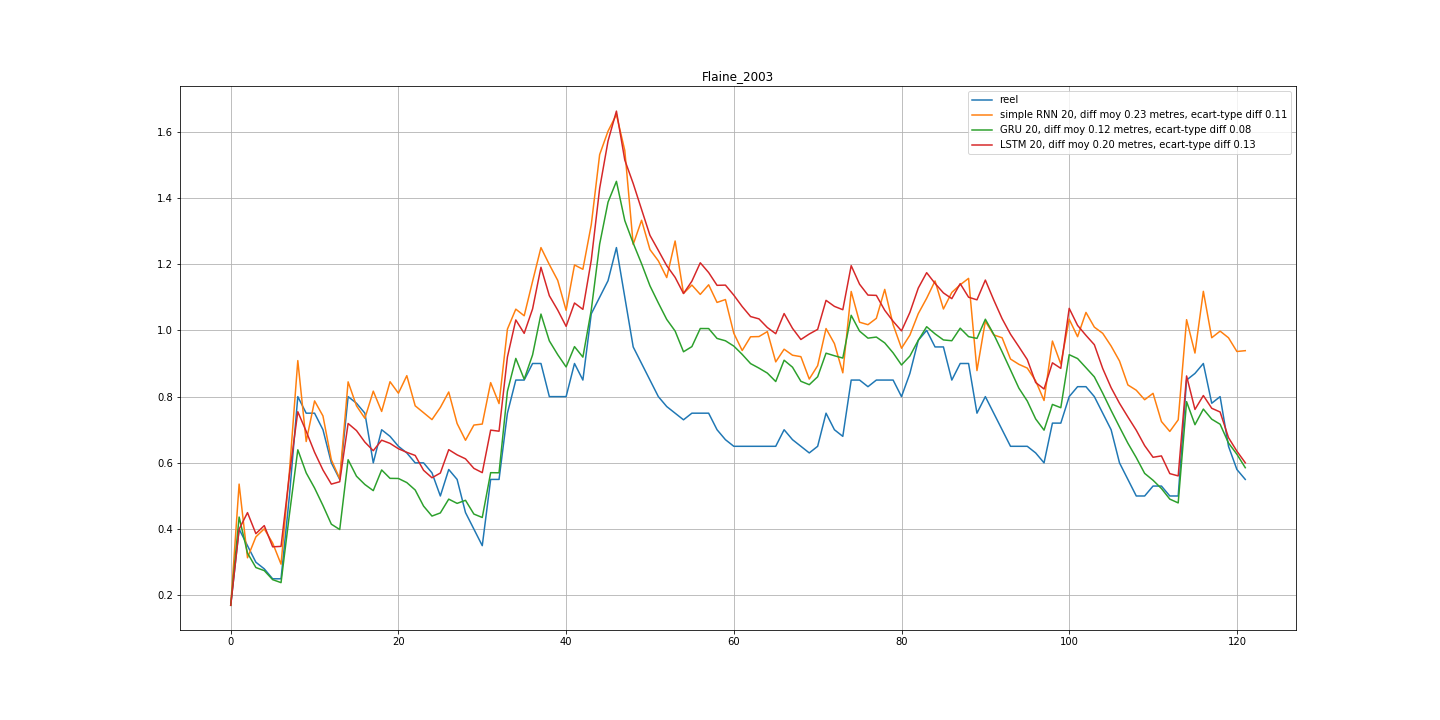 Flaine_2003
reel
simple RNN 20, diff moy 0.23 metres, ecart-type diff 0.11
GRU 20, diff moy 0.12 metres, ecart-type diff 0.08
LSTM 20, diff moy 0.20 metres, ecart-type diff 0.13
1.6
1.4
1.2
1.0
0.8
0.6
0.4
0.2
0 20 40 60 80 100 120